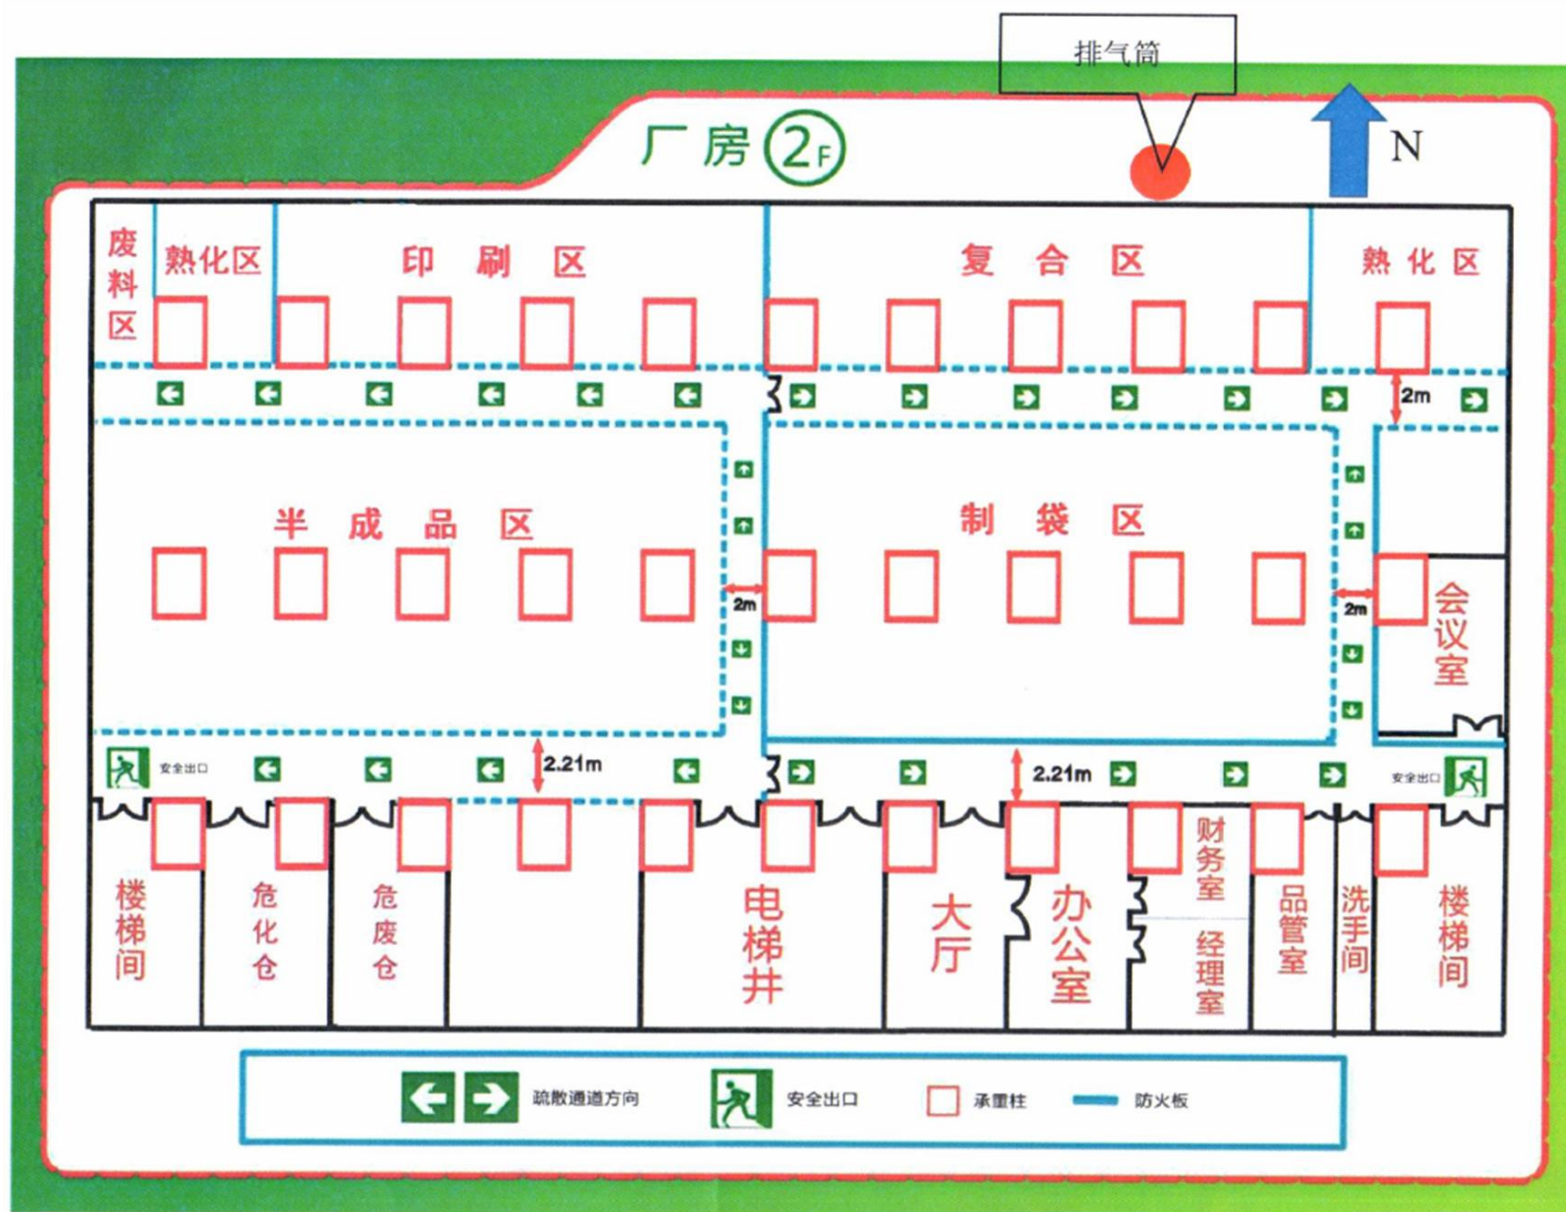 排气筒
厂房 2F
N
废料区
熟化区
印刷区
复合区
熟化区
2m
半成品区
制袋区
2m
2m
会议室
安全出口
2.21m
2.21m
安全出口
楼梯间
危化仓
危废仓
电梯井
大厅
办公室
财务室
经理室
品管室
洗手间
楼梯间
疏散通道方向
安全出口
承重柱
防火板